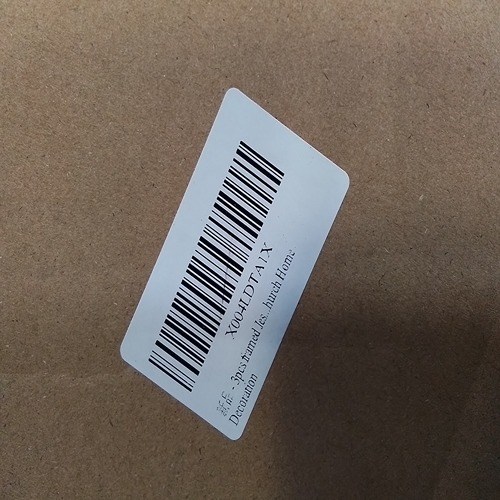 X004LDTA1X
- 3pcs framed Jes...hurch Home
Decoration